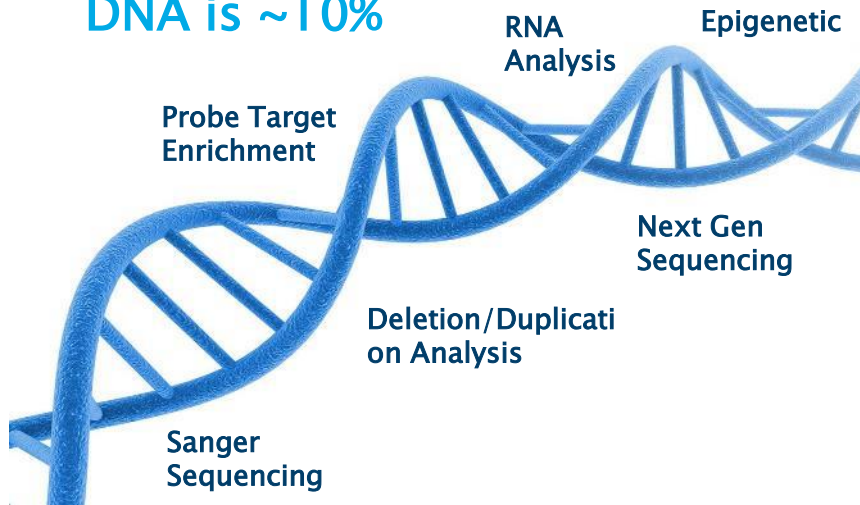 DNA is ~10%
RNA
Analysis
Epigenetic
Probe Target
Enrichment
Next Gen
Sequencing
Deletion/Duplicati
on Analysis
Sanger
Sequencing